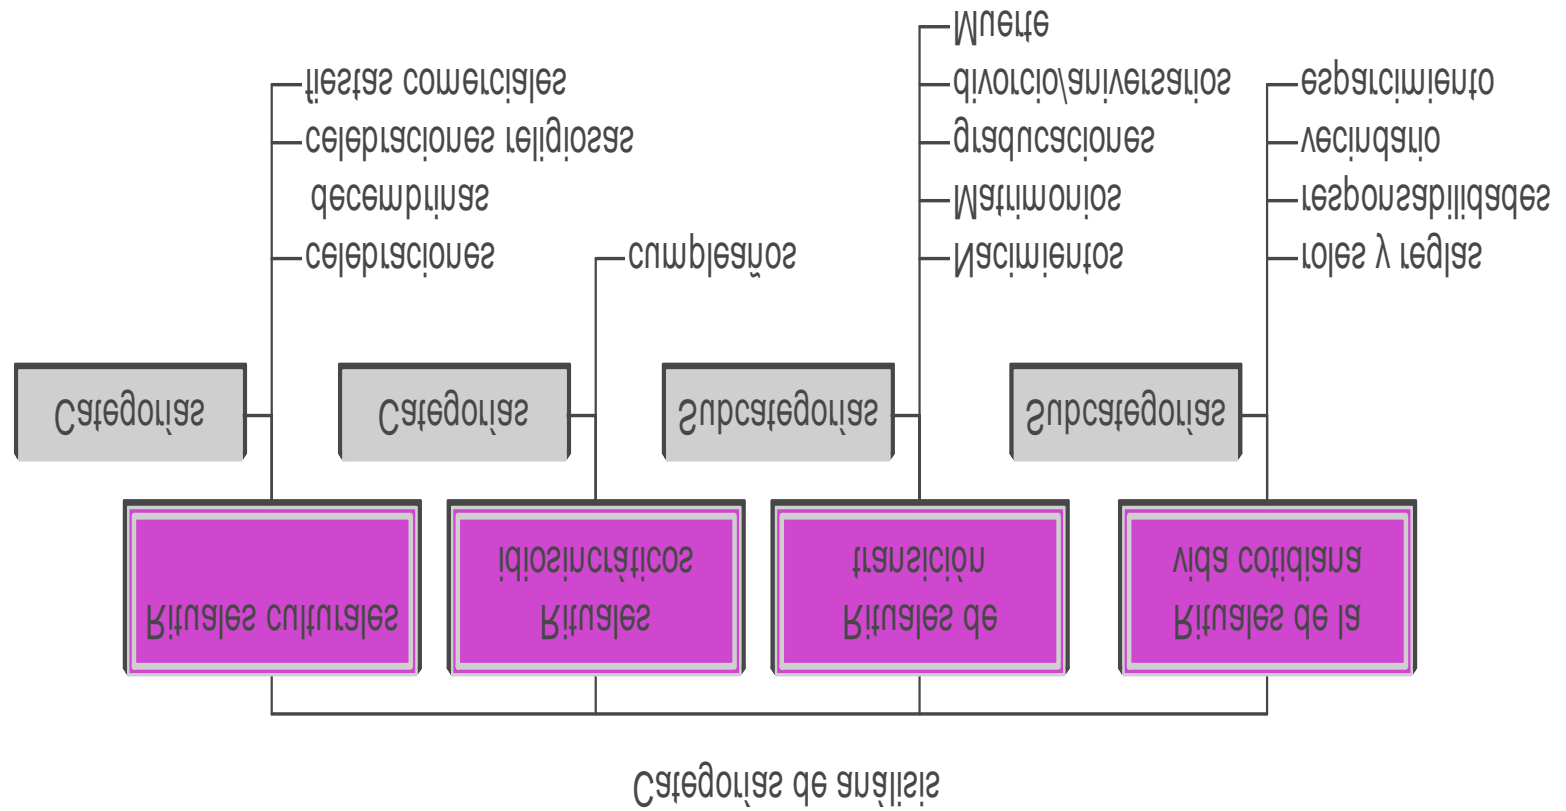 Categorías de análisis
Rituales culturales
Rituales
idiosincráticos
Rituales de
transición
Rituales de la
vida cotidiana
Categorías
Categorías
Subcategorías
Subcategorías
celebraciones
decembrinas
celebraciones religiosas
fiestas comerciales
cumpleaños
Nacimientos
Matrimonios
graducaciones
divorcio/aniversarios
Muerte
roles y reglas
responsabilidades
vecindario
esparcimiento